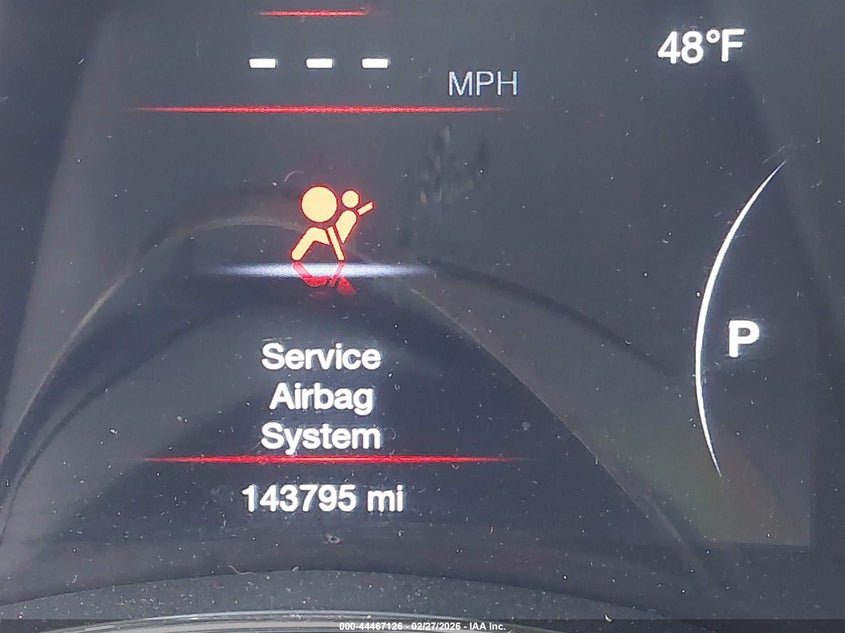 48°F
--- MPH
P
Service
Airbag
System
143795 mi
000-44467126 - 02/27/2026 - IAA Inc.